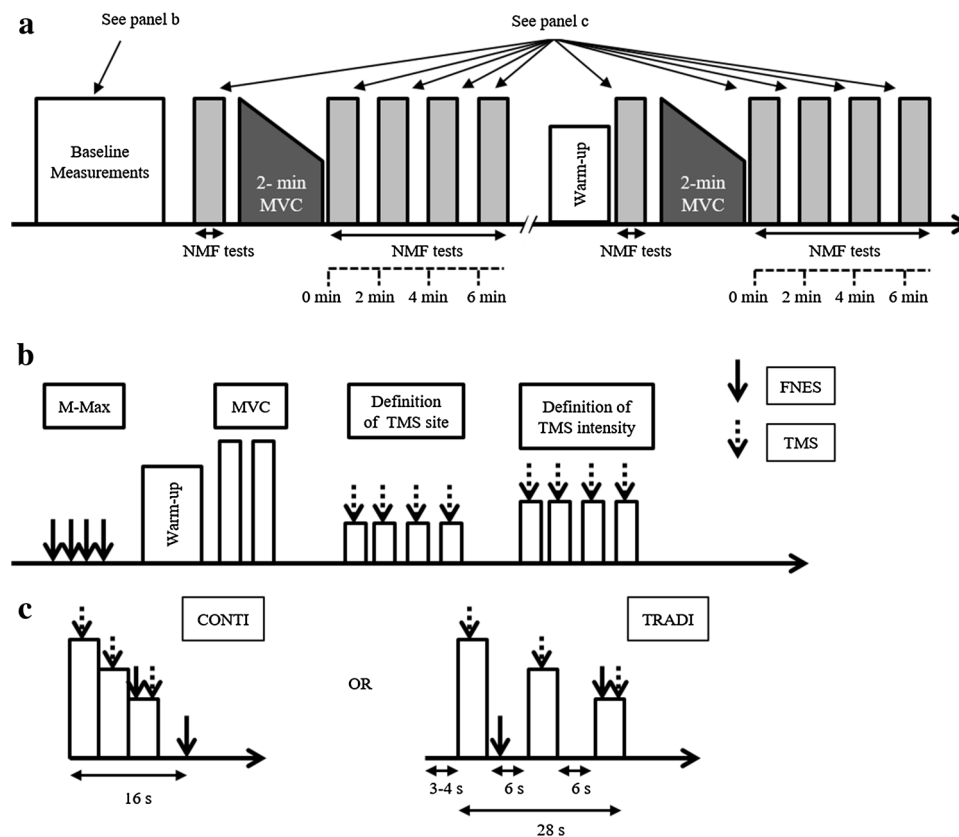 a
See panel b
See panel c
Baseline
Measurements
2- min
MVC
Warm-up
2-min
MVC
NMF tests
NMF tests
NMF tests
NMF tests
0 min
2 min
4 min
6 min
0 min
2 min
4 min
6 min
b
M-Max
MVC
Definition
of TMS site
Definition of
TMS intensity
FNES
TMS
Warm-up
c
CONTI
TRADI
OR
16 s
3-4 s
6 s
6 s
28 s